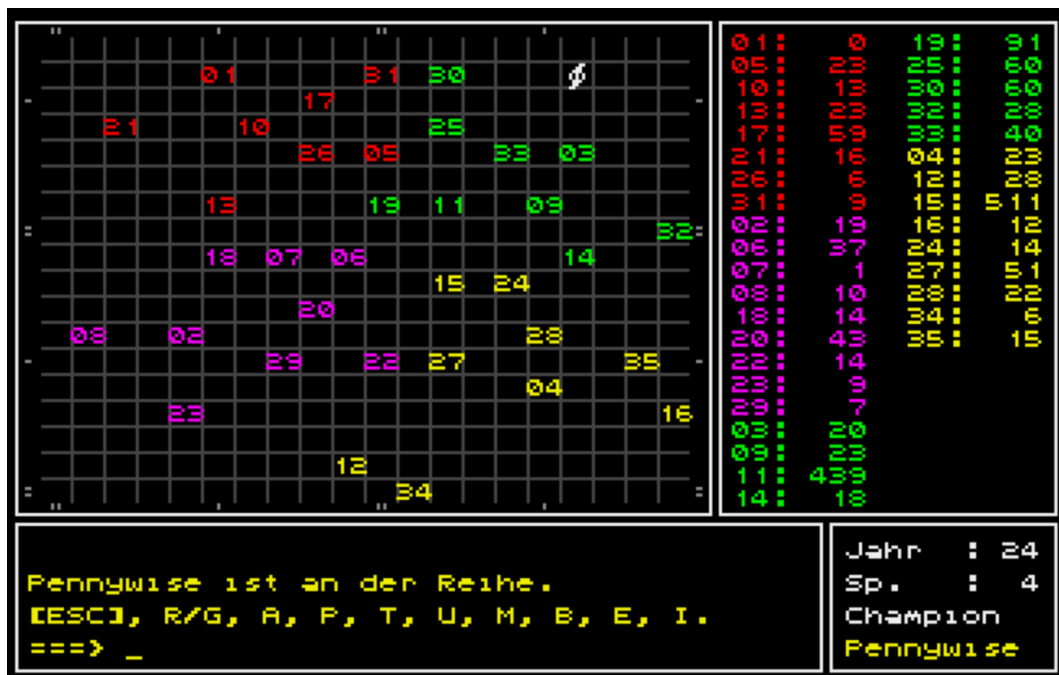 01 31 30
17
21 10 25
26 05 33 03
13 19 11 09
32
18 07 06 14
15 24
20
08 02 28
29 22 27 35
04
23 16
12
34
01: 0 19: 91
05: 23 25: 60
10: 13 30: 60
13: 23 32: 28
17: 59 33: 40
21: 16 04: 23
26: 6 12: 28
31: 9 15: 511
02: 19 16: 12
06: 37 24: 14
07: 1 27: 51
08: 10 28: 22
18: 14 34: 6
20: 43 35: 15
22: 14
23: 9
29: 7
03: 20
09: 23
11: 439
14: 18
Pennywise ist an der Reihe.
[ESC], R/G, A, P, T, U, M, B, E, I.
===> _
Jahr : 24
Sp. : 4
Champion
Pennywise